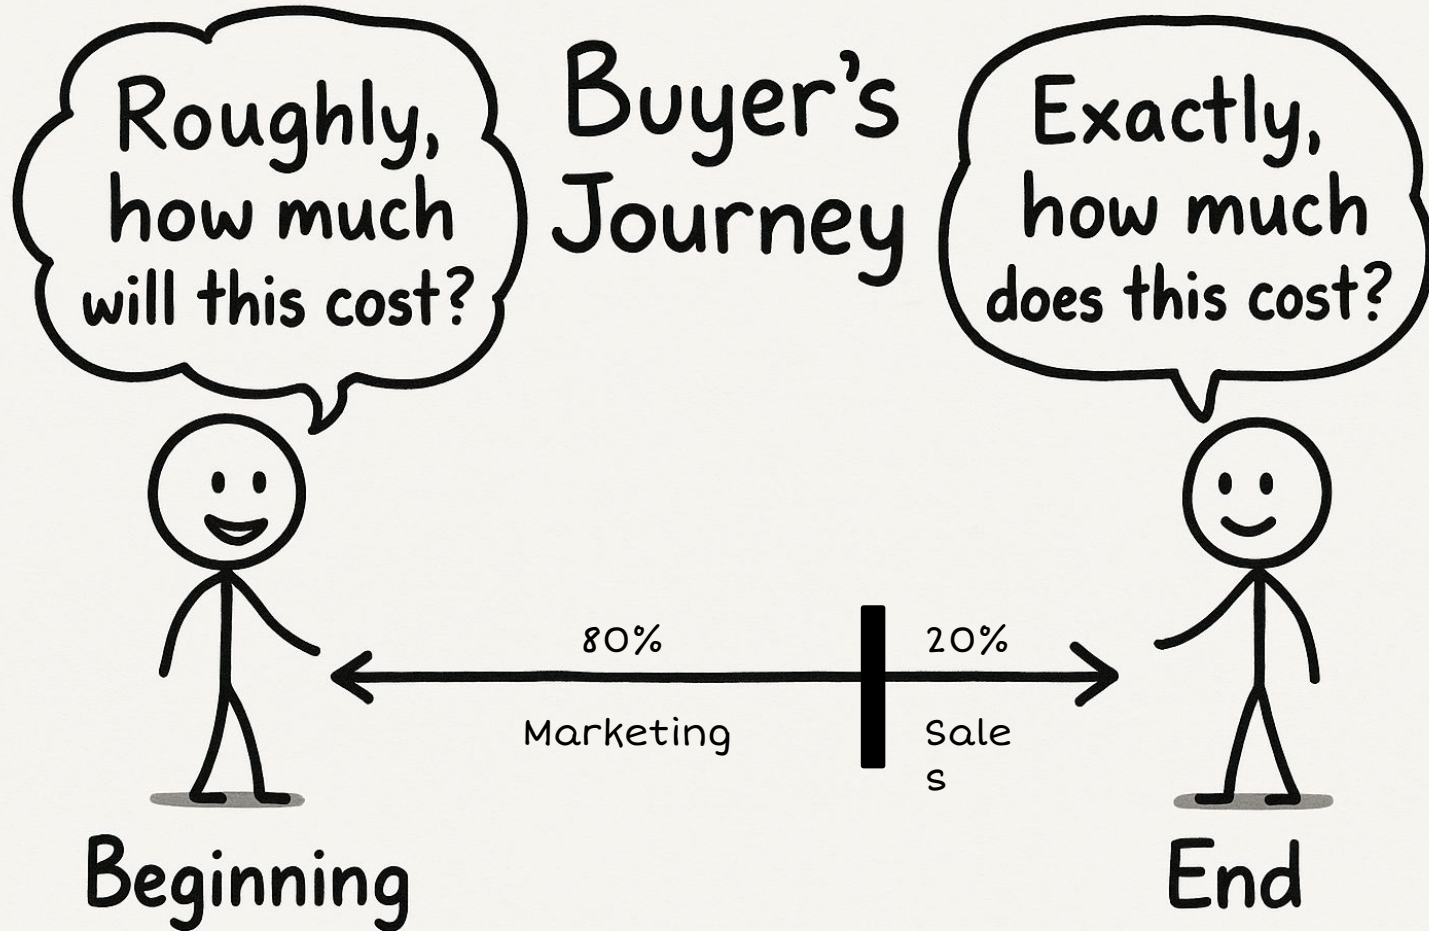 Roughly,
how much
will this cost?
Buyer’s
Journey
Exactly,
how much
does this cost?
80%
20%
Marketing
Sale
s
Beginning
End